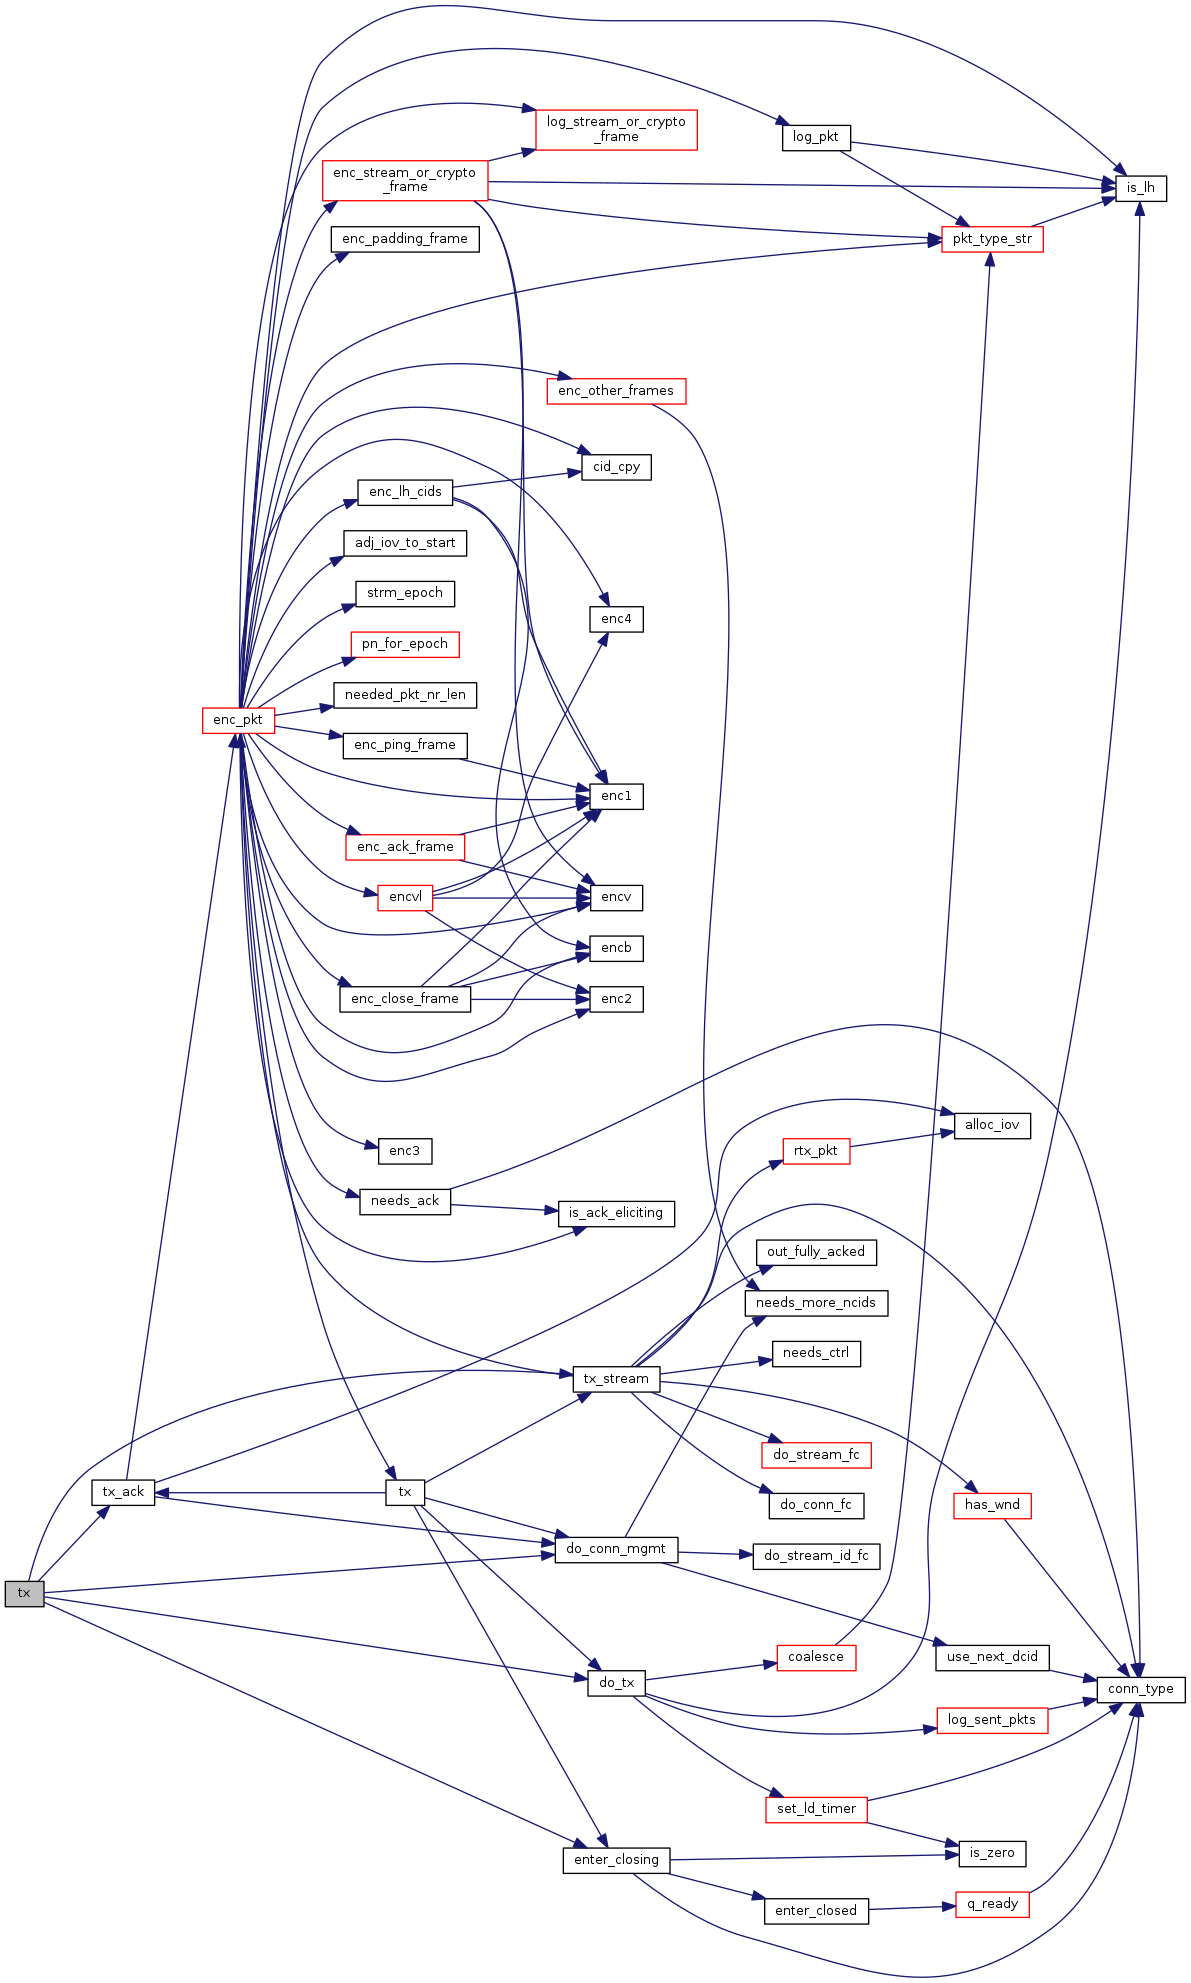 log_stream_or_crypto
_frame
log_pkt
enc_stream_or_crypto
_frame
is_lh
enc_padding_frame
pkt_type_str
enc_other_frames
cid_cpy
enc_lh_cids
adj_iov_to_start
strm_epoch
enc4
pn_for_epoch
needed_pkt_nr_len
enc_pkt
enc_ping_frame
enc1
enc_ack_frame
encvl
encv
encb
enc_close_frame
enc2
alloc_iov
enc3
rtx_pkt
needs_ack
is_ack_eliciting
out_fully_acked
needs_more_ncids
needs_ctrl
tx_stream
do_stream_fc
tx_ack
tx
do_conn_fc
has_wnd
do_conn_mgmt
do_stream_id_fc
tx
coalesce
use_next_dcid
do_tx
conn_type
log_sent_pkts
set_ld_timer
enter_closing
is_zero
enter_closed
q_ready